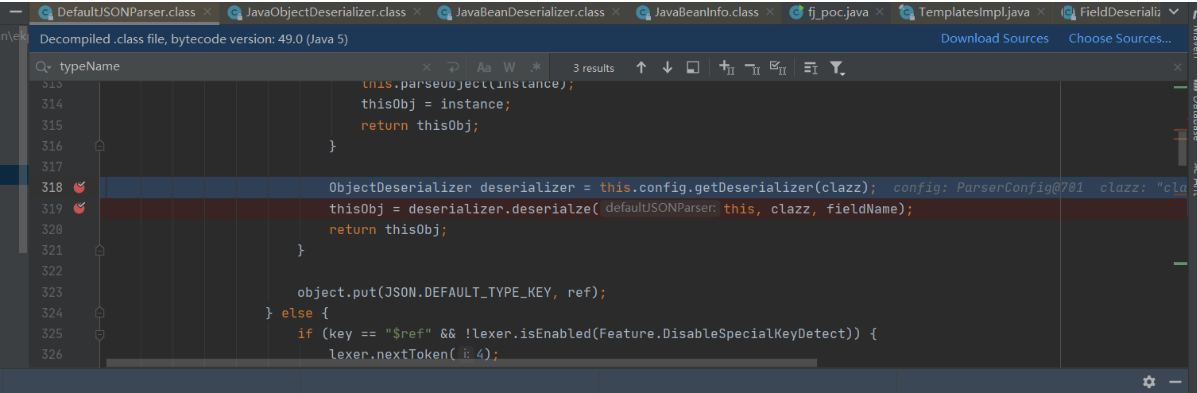 DefaultJSONParser.class × JavaObjectDeserializer.class × JavaBeanDeserializer.class × JavaBeanInfo.class × fj_poc.java × TemplatesImpl.java × FieldDeserializ
n\ek Decompiled .class file, bytecode version: 49.0 (Java 5) Download Sources Choose Sources...
typeName × Aa W .* 3 results
313 this.parseObject(instance);
314 thisObj = instance;
315 return thisObj;
316 }
317
318 ObjectDeserializer deserializer = this.config.getDeserializer(clazz); config: ParserConfig@701 clazz: "cla
319 thisObj = deserializer.deserialze( defaultJSONParser: this, clazz, fieldName);
320 return thisObj;
321 }
322
323 object.put(JSON.DEFAULT_TYPE_KEY, ref);
324 } else {
325 if (key == "$ref" && !lexer.isEnabled(Feature.DisableSpecialKeyDetect)) {
326 lexer.nextToken( i: 4);